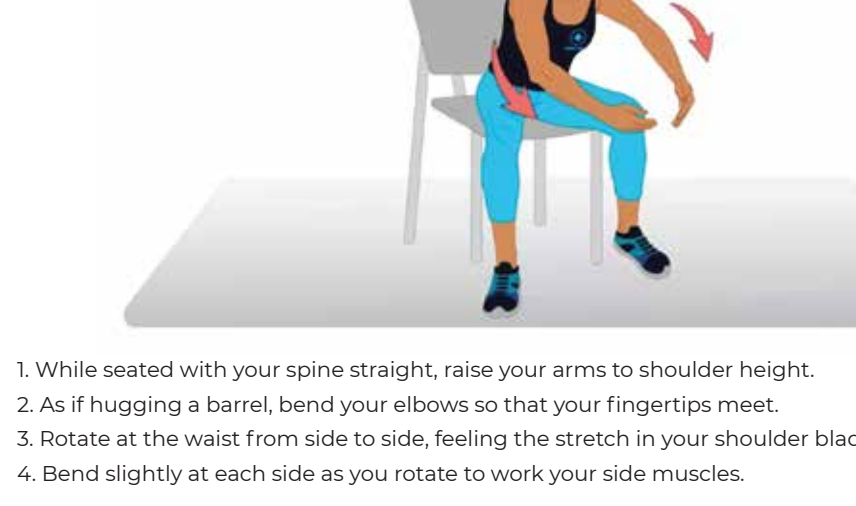 1. While seated with your spine straight, raise your arms to shoulder height.
2. As if hugging a barrel, bend your elbows so that your fingertips meet.
3. Rotate at the waist from side to side, feeling the stretch in your shoulder
4. Bend slightly at each side as you rotate to work your side muscles.